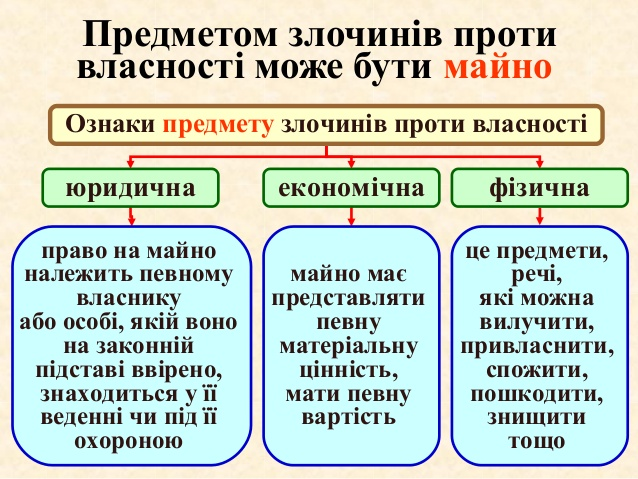 Предметом злочинів проти
власності може бути майно
Ознаки предмету злочинів проти власності
юридична
економічна
фізична
право на майно
належить певному
власнику
або особі, якій воно
на законній
підставі ввірено,
знаходиться у її
веденні чи під її
охороною
майно має
представляти
певну
матеріальну
цінність,
мати певну
вартість
це предмети,
речі,
які можна
вилучити,
привласнити,
спожити,
пошкодити,
знищити
тощо